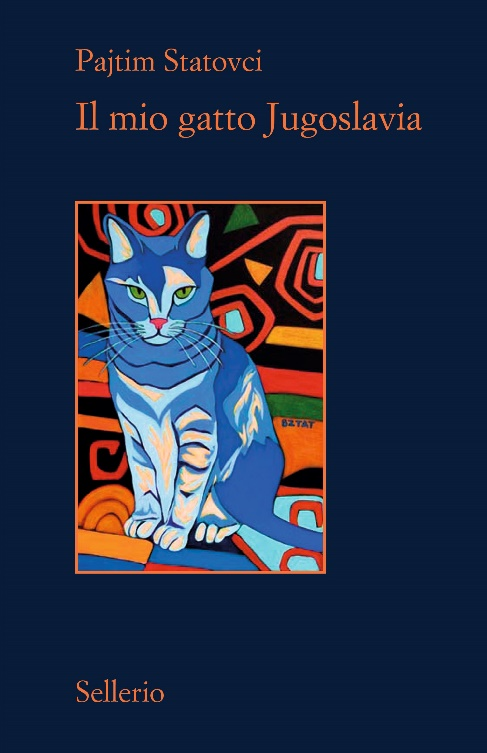 Pajtim Statovci
Il mio gatto Jugoslavia
BZTAT
Sellerio